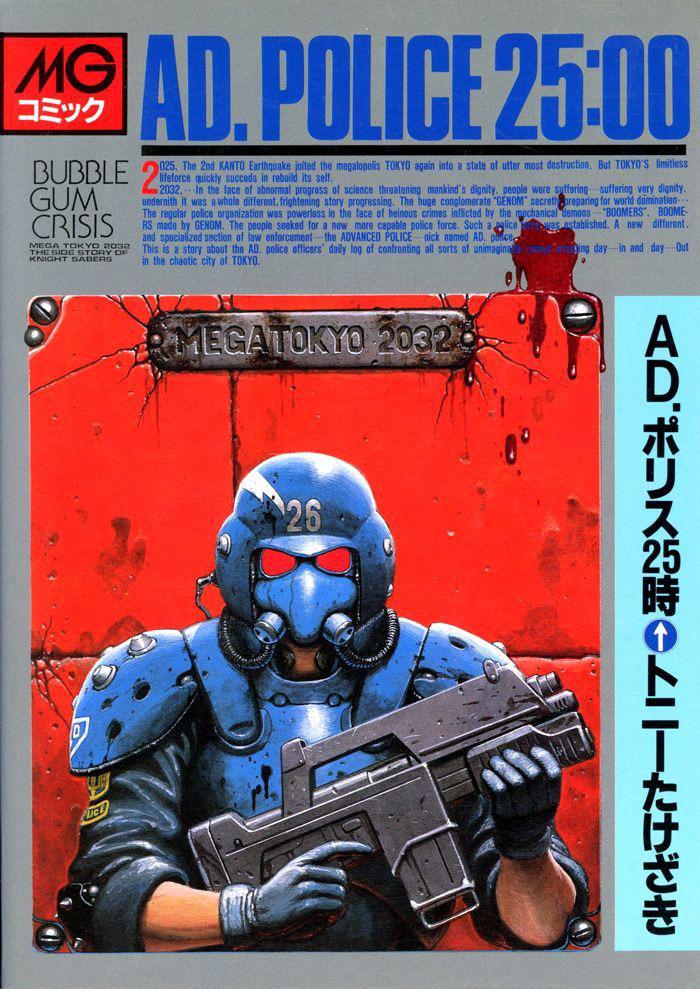 MG
コミック
AD. POLICE 25:00
BUBBLE
GUM
CRISIS
MEGA TOKYO 2032
THE SIDE STORY OF
KNIGHT SABERS
2025. The 2nd KANTO Earthquake jolted the megalopolis TOKYO again into a state of utter most destruction. But TOKYO'S limitless
lifeforce quickly succeds in rebuild its self.
2032,⋯In the face of abnormal progress of science threatening mankind's dignity, people were suffering—suffering very dignity.
undernith it was a whole different, frightening story progressing. The huge conglomerate "GENOM" secretly preparing for world domination⋯
The regular police organization was powerless in the face of heinous crimes inflicted by the mechanical demons—"BOOMERS". BOOME-
RS made by GENOM. The people seeked for a new more capable police force. Such a police force was established. A new different,
and specialized section of law enforcement—the ADVANCED POLICE—nick named AD. police.
This is a story about the AD. police officers' daily log of confronting all sorts of unimaginable day—in and day—Out
in the chaotic city of TOKYO.
MEGATOKYO 2032
26
LICE
AD.ポリス25時↑トニーたけざき